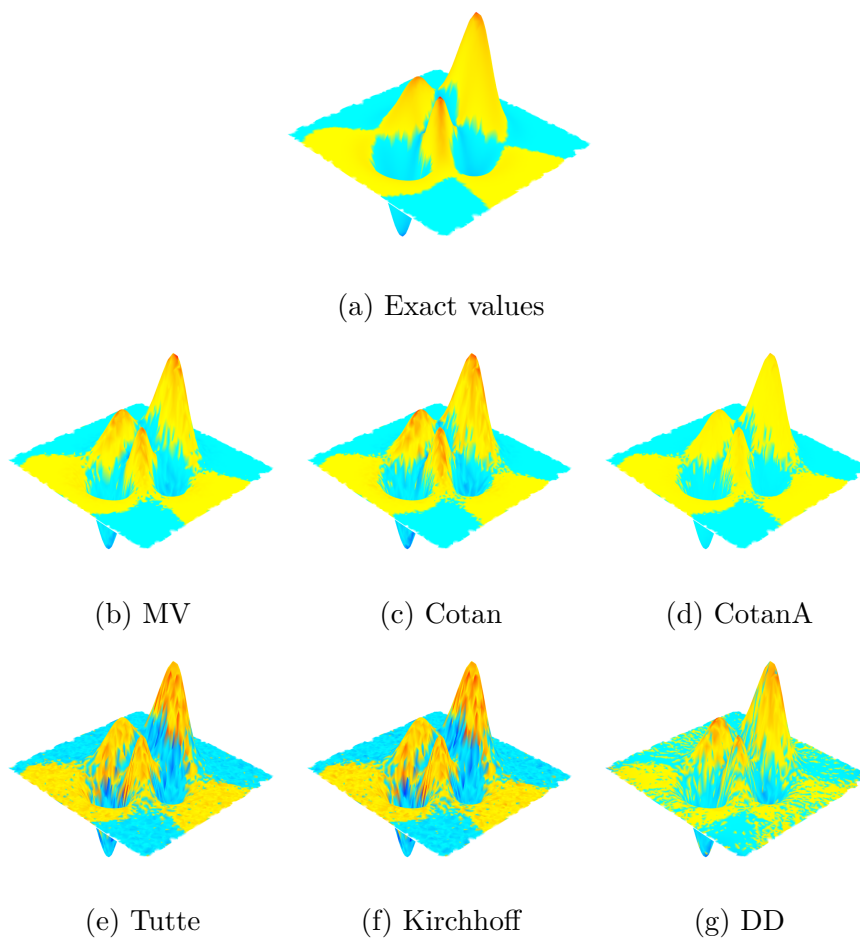 (a) Exact values
(b) MV
(c) Cotan
(d) CotanA
(e) Tutte
(f) Kirchhoff
(g) DD